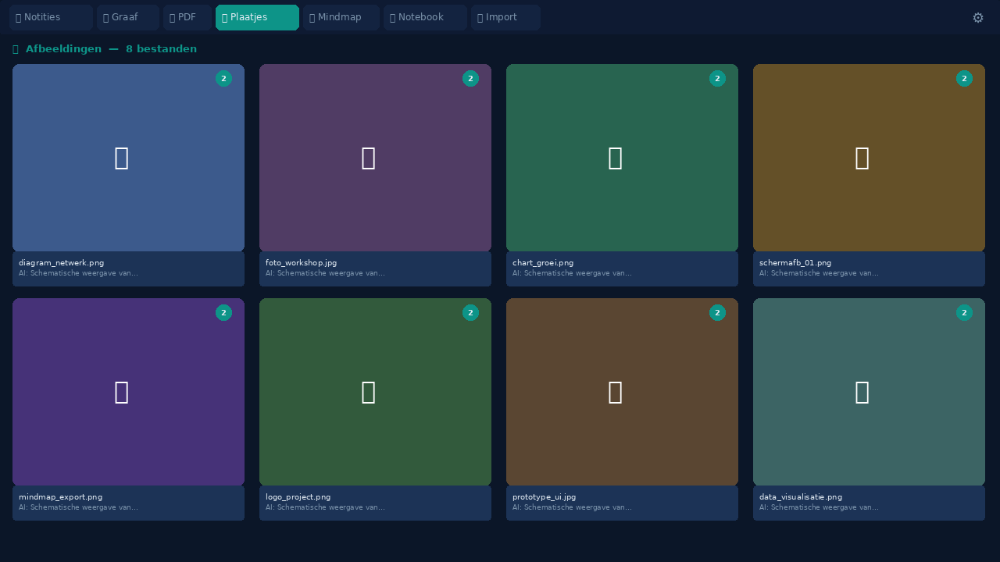 Notities Graaf PDF Plaatjes Mindmap Notebook Import
Afbeeldingen — 8 bestanden
2 2 2 2
diagram_netwerk.png foto_workshop.jpg chart_groei.png schermafb_01.png
AI: Schematische weergave van... AI: Schematische weergave van... AI: Schematische weergave van... AI: Schematische weergave van...
2 2 2 2
mindmap_export.png logo_project.png prototype_ui.jpg data_visualisatie.png
AI: Schematische weergave van... AI: Schematische weergave van... AI: Schematische weergave van... AI: Schematische weergave van...